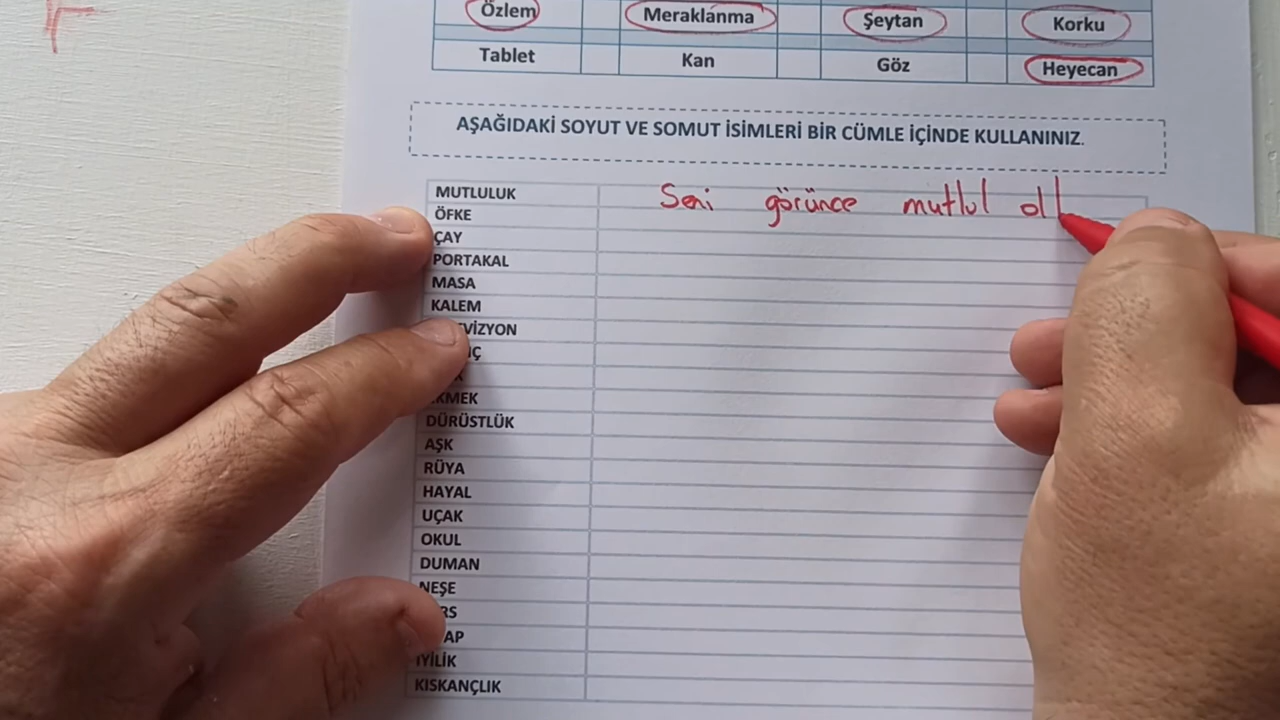 Özlem Meraklanma Şeytan Korku
Tablet Kan Göz Heyecan
AŞAĞIDAKİ SOYUT VE SOMUT İSİMLERİ BİR CÜMLE İÇİNDE KULLANINIZ.
MUTLULUK Seni görünce mutlul ol
ÖFKE
ÇAY
PORTAKAL
MASA
KALEM
DÜRÜSTLÜK
AŞK
RÜYA
HAYAL
UÇAK
OKUL
DUMAN
NEŞE
İYİLİK
KISKANÇLIK